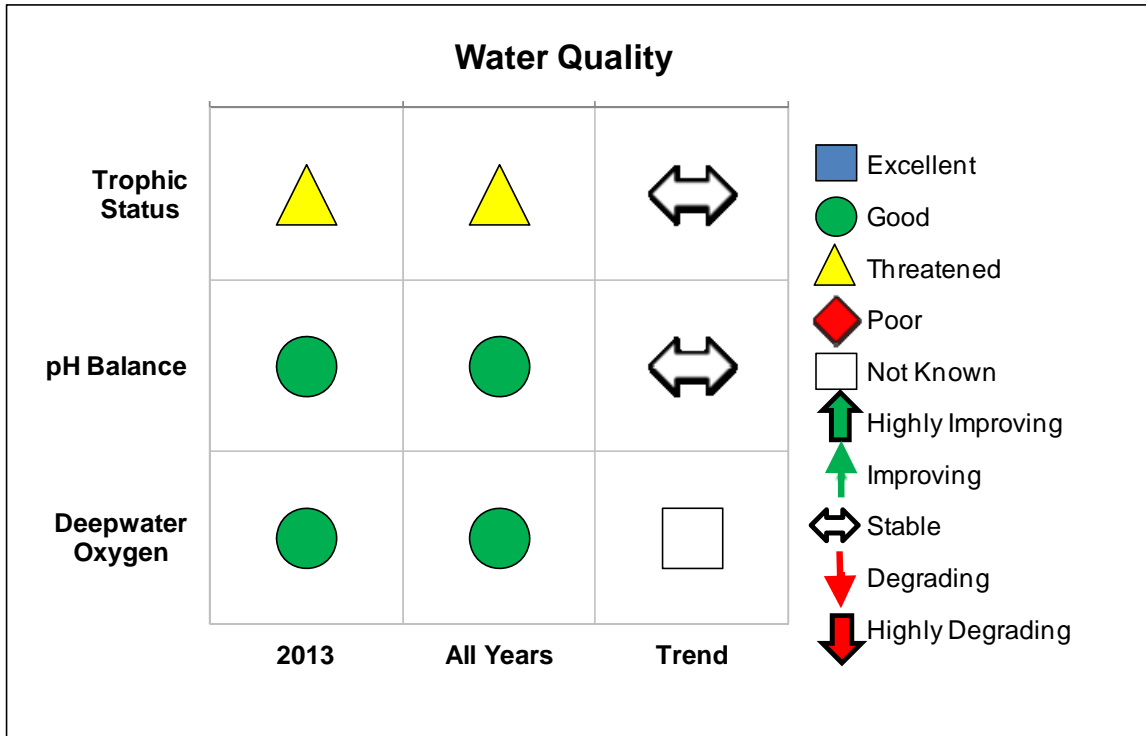 Water Quality
Trophic
Status
pH Balance
Deepwater
Oxygen
2013
All Years
Trend
Excellent
Good
Threatened
Poor
Not Known
Highly Improving
Improving
Stable
Degrading
Highly Degrading